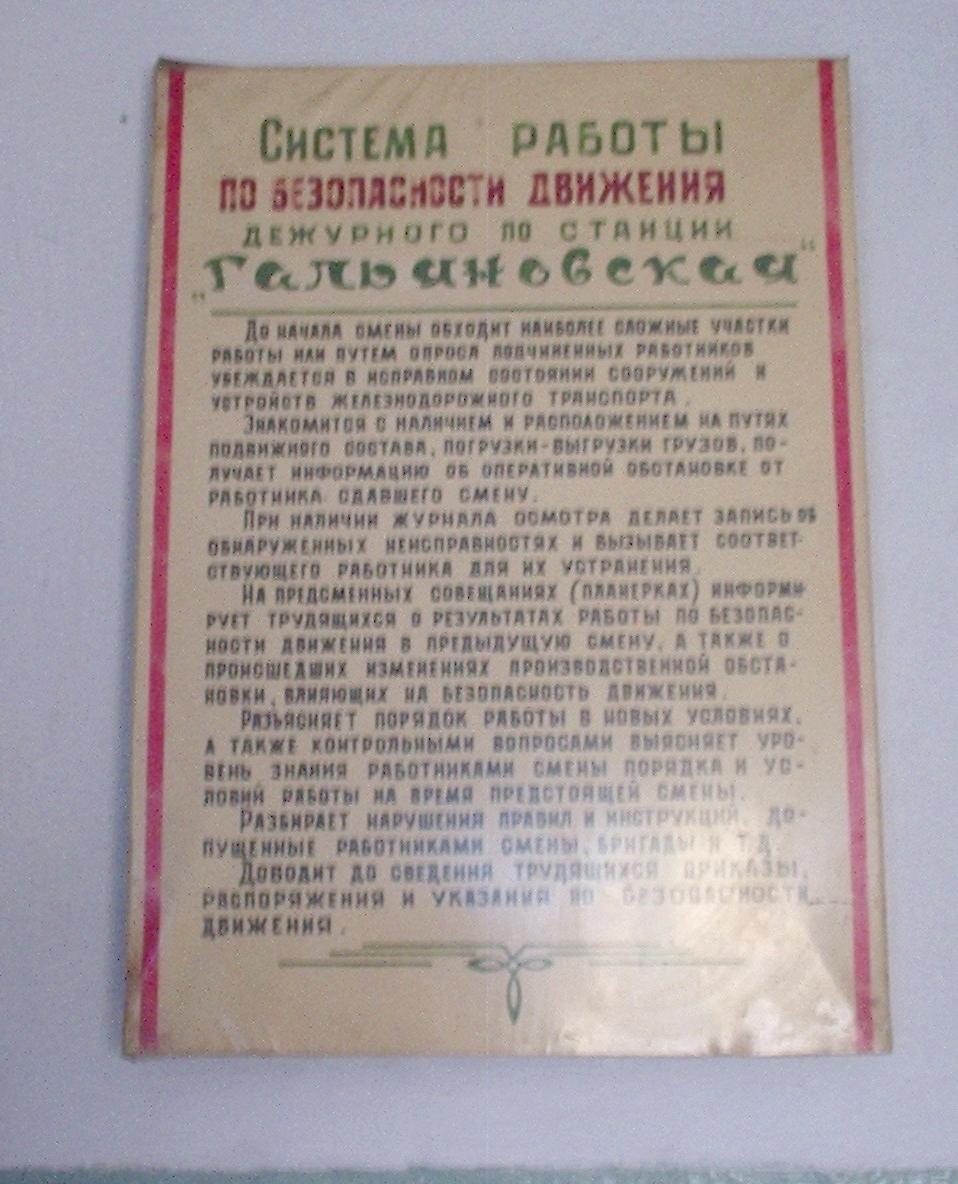 Система работы
по безопасности движения
дежурного по станции
„Гальяновская“
До начала смены обходит наиболее сложные участки
работы или путем опроса подчиненных работников
убеждается в исправном состоянии сооружений и
устройств железнодорожного транспорта.
Знакомится с наличием и расположением на путях
подвижного состава, погрузки-выгрузки грузов, по-
лучает информацию об оперативной обстановке от
работника сдавшего смену.
При наличии журнала осмотра делает запись об
обнаруженных неисправностях и вызывает соответ-
ствующего работника для их устранения.
На предсменных совещаниях (планерках) информи-
рует трудящихся о результатах работы по безопас-
ности движения в предыдущую смену, а также о
происшедших изменениях производственной обста-
новки, влияющих на безопасность движения.
Разъясняет порядок работы в новых условиях,
а также контрольными вопросами выясняет уро-
вень знания работниками смены порядка и ус-
ловий работы на время предстоящей смены.
Разбирает нарушения правил и инструкций, до-
пущенные работниками смены, бригады и т.д.
Доводит до сведения трудящихся приказы,
распоряжения и указания по безопасности
движения.